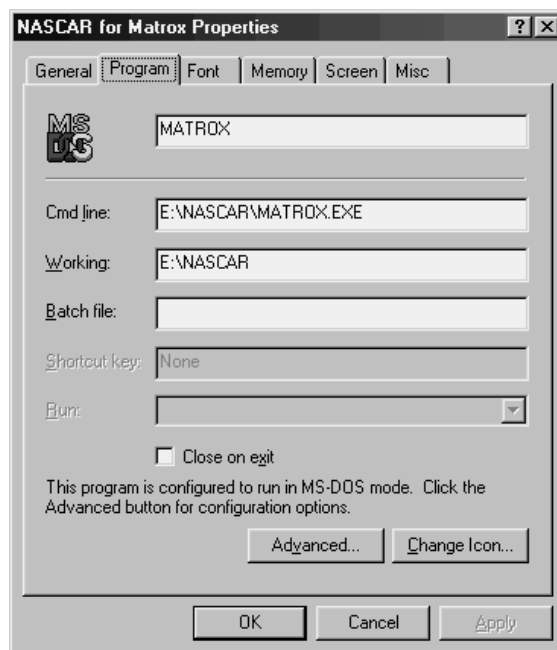 NASCAR for Matrox Properties
General Program Font Memory Screen Misc
MS
DOS
MATROX
Cmd line: E:\NASCAR\MATROX.EXE
Working: E:\NASCAR
Batch file:
Shortcut key: None
Run:
Close on exit
This program is configured to run in MS-DOS mode. Click the
Advanced button for configuration options.
Advanced... Change Icon...
OK Cancel Apply